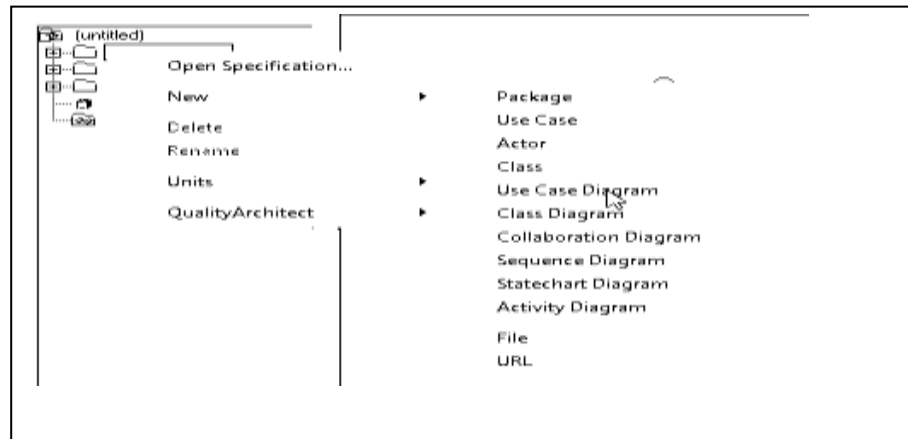 (untitled)
Open Specification...
New
Delete
Rename
Units
QualityArchitect
Package
Use Case
Actor
Class
Use Case Diagram
Class Diagram
Collaboration Diagram
Sequence Diagram
Statechart Diagram
Activity Diagram
File
URL